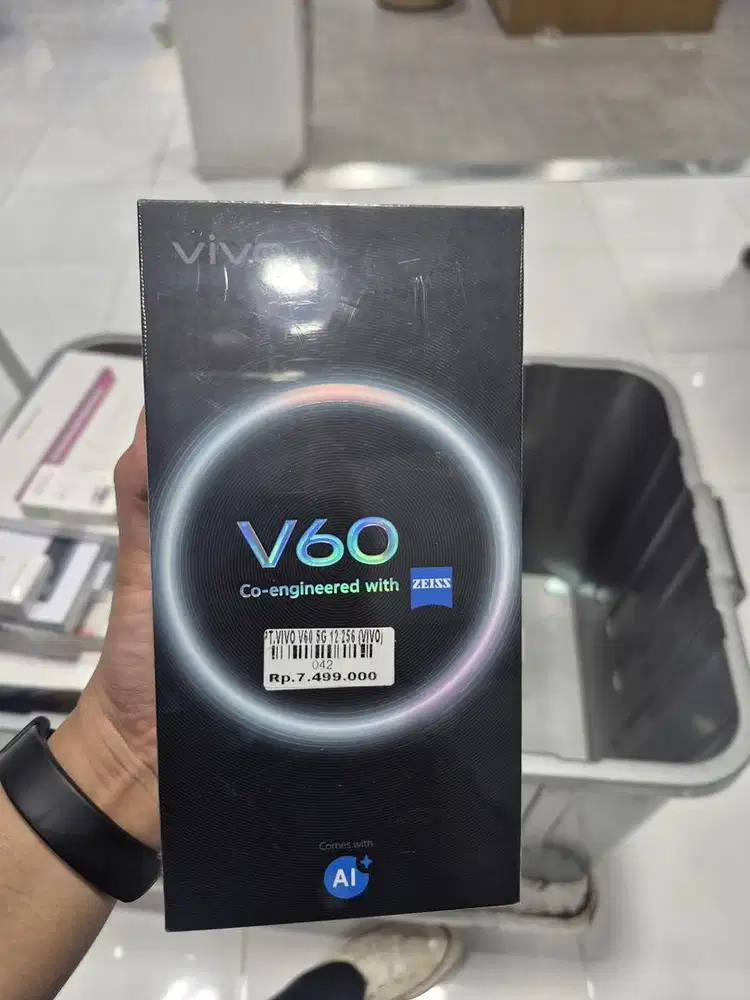 vivo
V60
Co-engineered with ZEISS
PT.VIVO V60 5G 12 256 (VIVO)
042
Rp.7.499.000
Comes with
AI